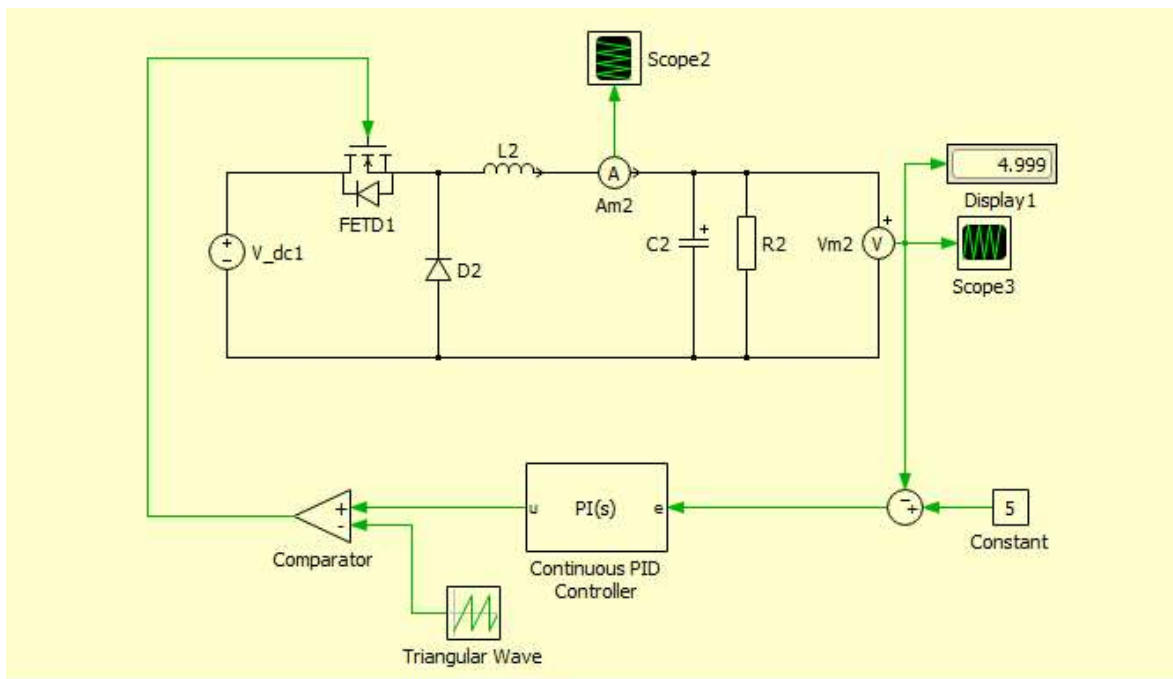 Scope2
L2
A
Am2
4.999
Display1
FETD1
+
V_dc1
-
D2
+
C2
R2
+
Vm2
V
Scope3
+
-
Comparator
u
PI(s)
e
Continuous PID
Controller
-
+
5
Constant
Triangular Wave